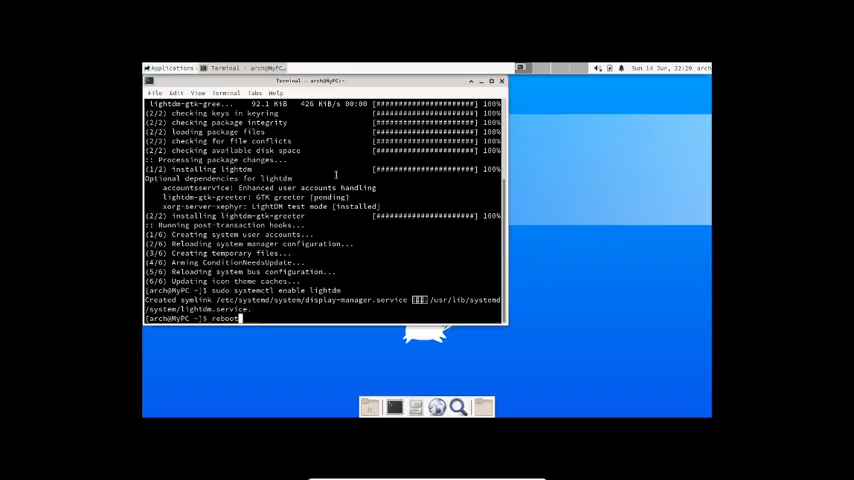 Applications
Terminal - arch@MyPC...
Sun 14 Jun, 22:29 arch
Terminal - arch@MyPC:~
File Edit View Terminal Tabs Help
lightdm-gtk-gree... 92.1 KiB 426 KiB/s 00:00 [########################] 100%
(2/2) checking keys in keyring [########################] 100%
(2/2) checking package integrity [########################] 100%
(2/2) loading package files [########################] 100%
(2/2) checking for file conflicts [########################] 100%
(2/2) checking available disk space [########################] 100%
:: Processing package changes...
(1/2) installing lightdm [########################] 100%
Optional dependencies for lightdm
accountsservice: Enhanced user accounts handling
lightdm-gtk-greeter: GTK greeter [pending]
xorg-server-xephyr: LightDM test mode [installed]
(2/2) installing lightdm-gtk-greeter [########################] 100%
:: Running post-transaction hooks...
(1/6) Creating system user accounts...
(2/6) Reloading system manager configuration...
(3/6) Creating temporary files...
(4/6) Arming ConditionNeedsUpdate...
(5/6) Reloading system bus configuration...
(6/6) Updating icon theme caches...
[arch@MyPC ~]$ sudo systemctl enable lightdm
Created symlink /etc/systemd/system/display-manager.service /usr/lib/systemd
/system/lightdm.service.
[arch@MyPC ~]$ reboot